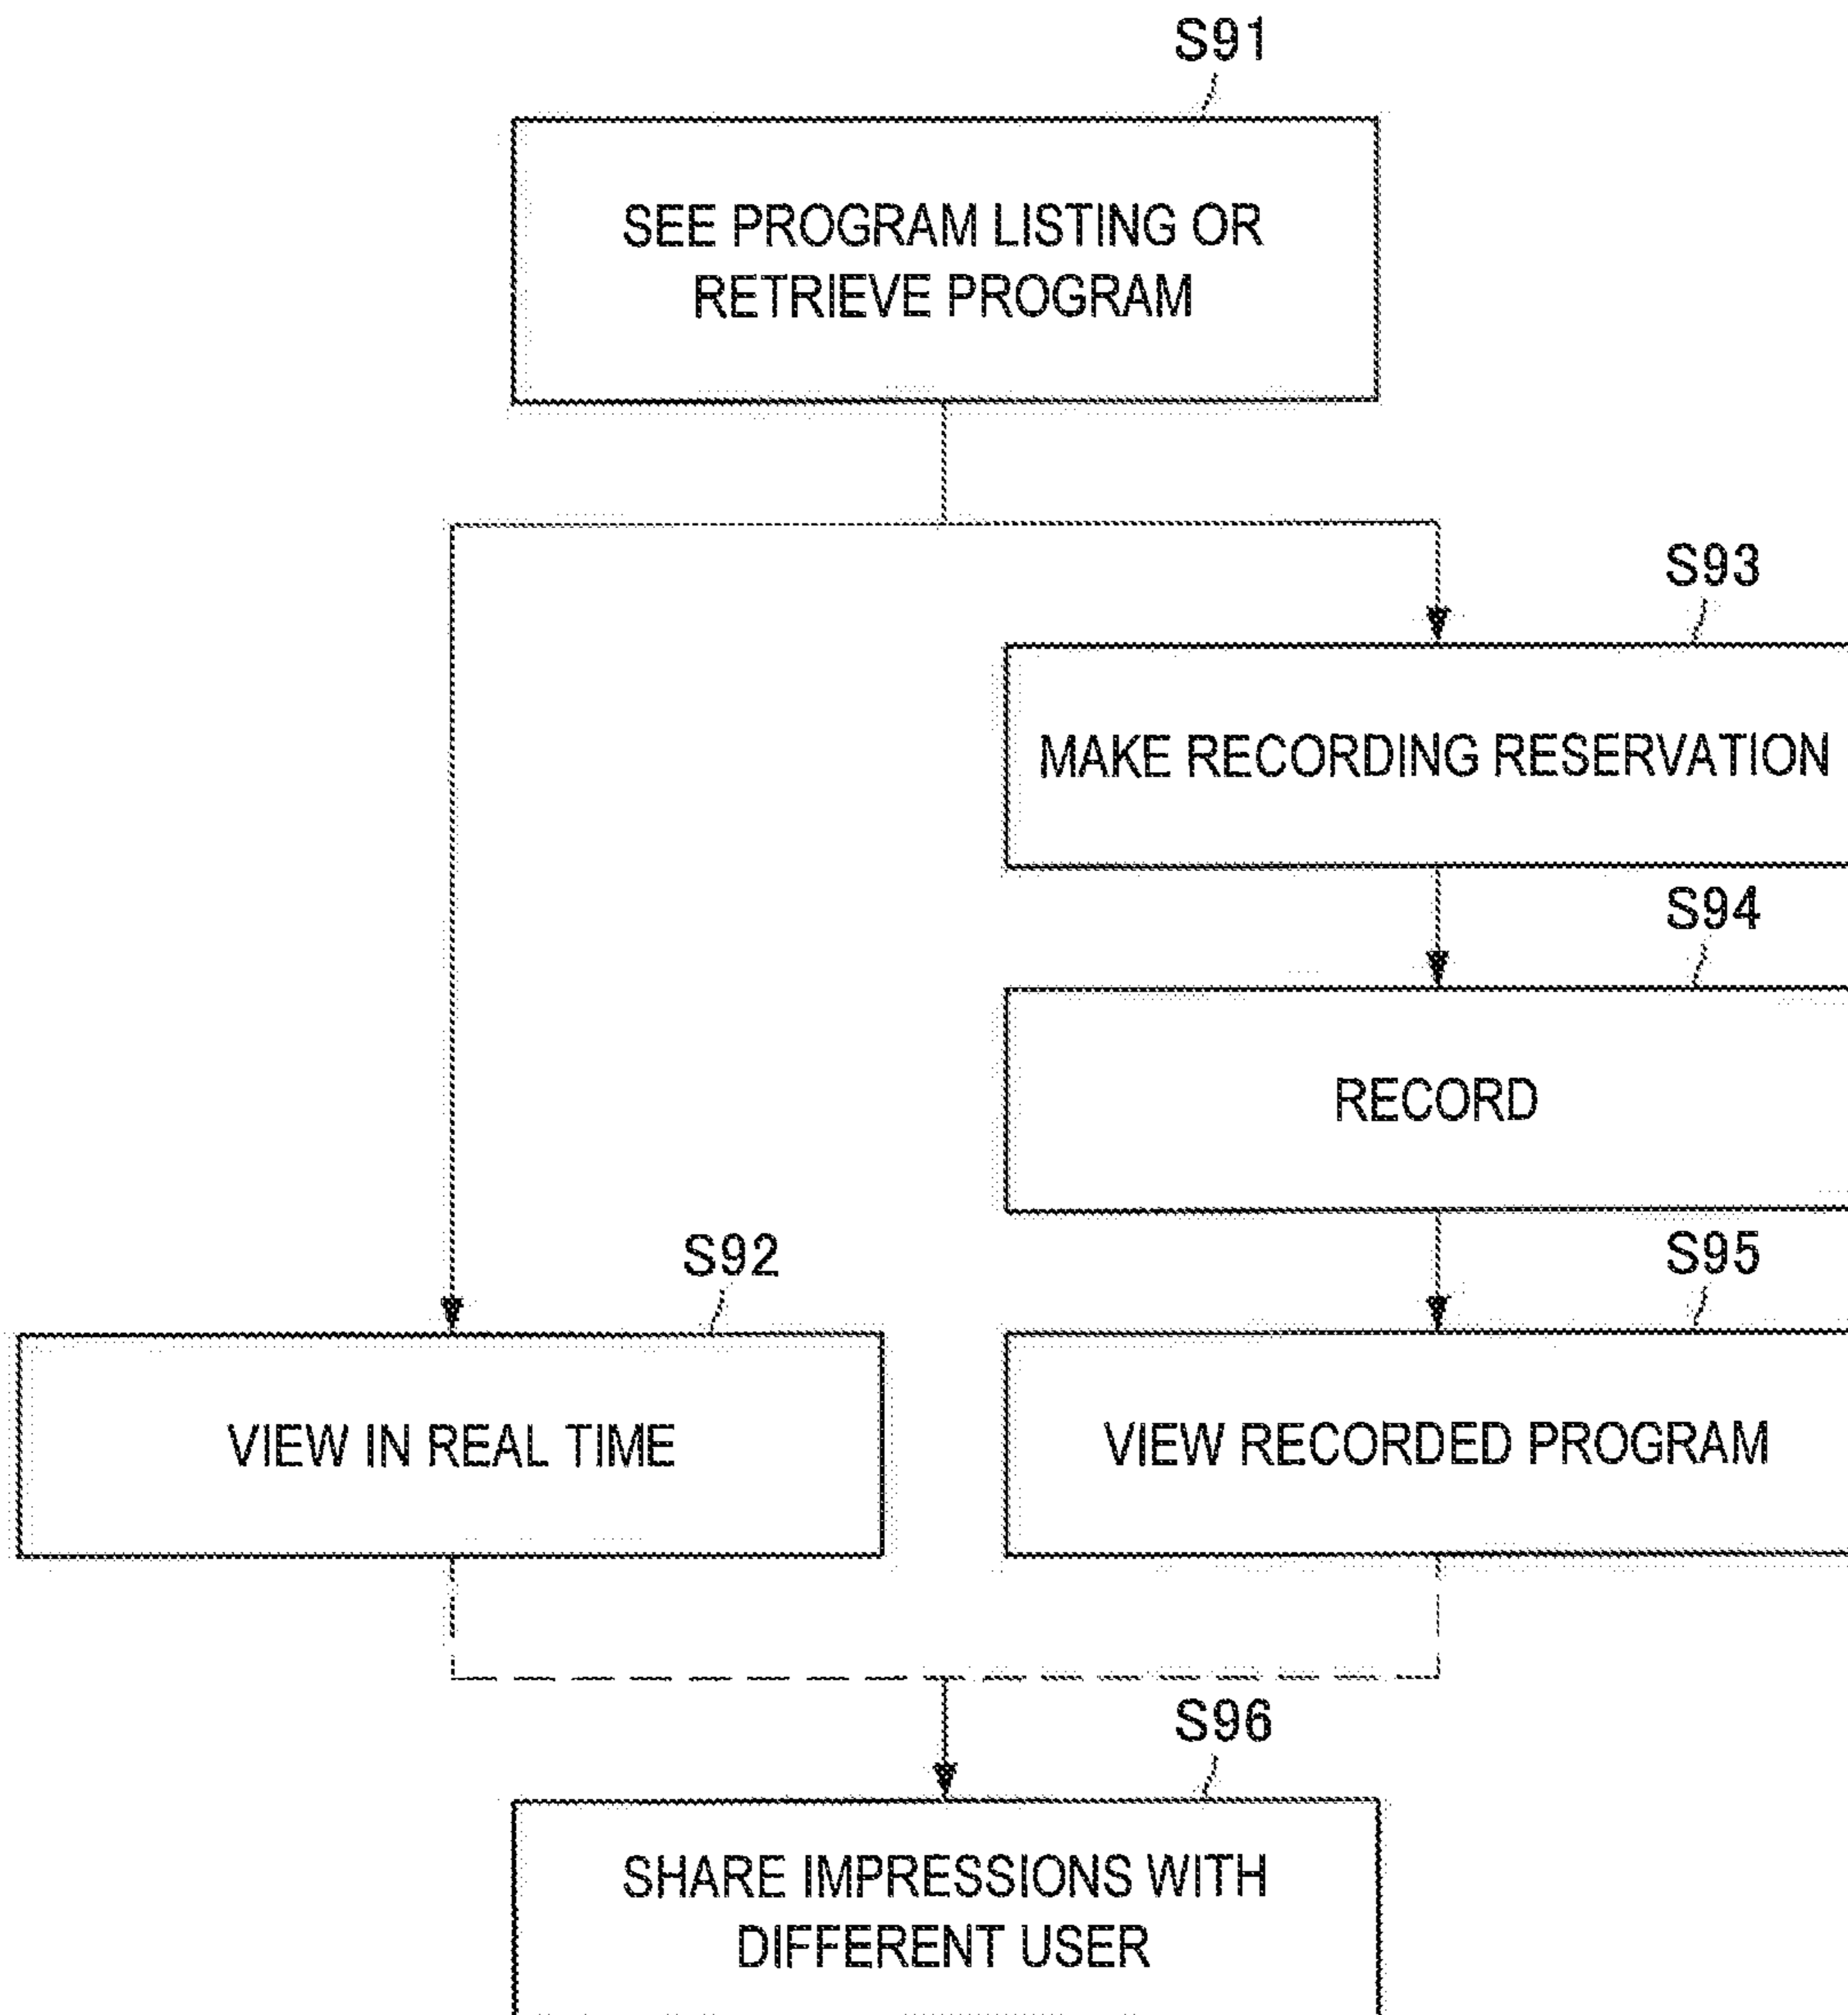 S91
SEE PROGRAM LISTING OR
RETRIEVE PROGRAM
S93
MAKE RECORDING RESERVATION
S94
RECORD
S92
VIEW IN REAL TIME
S95
VIEW RECORDED PROGRAM
S96
SHARE IMPRESSIONS WITH
DIFFERENT USER